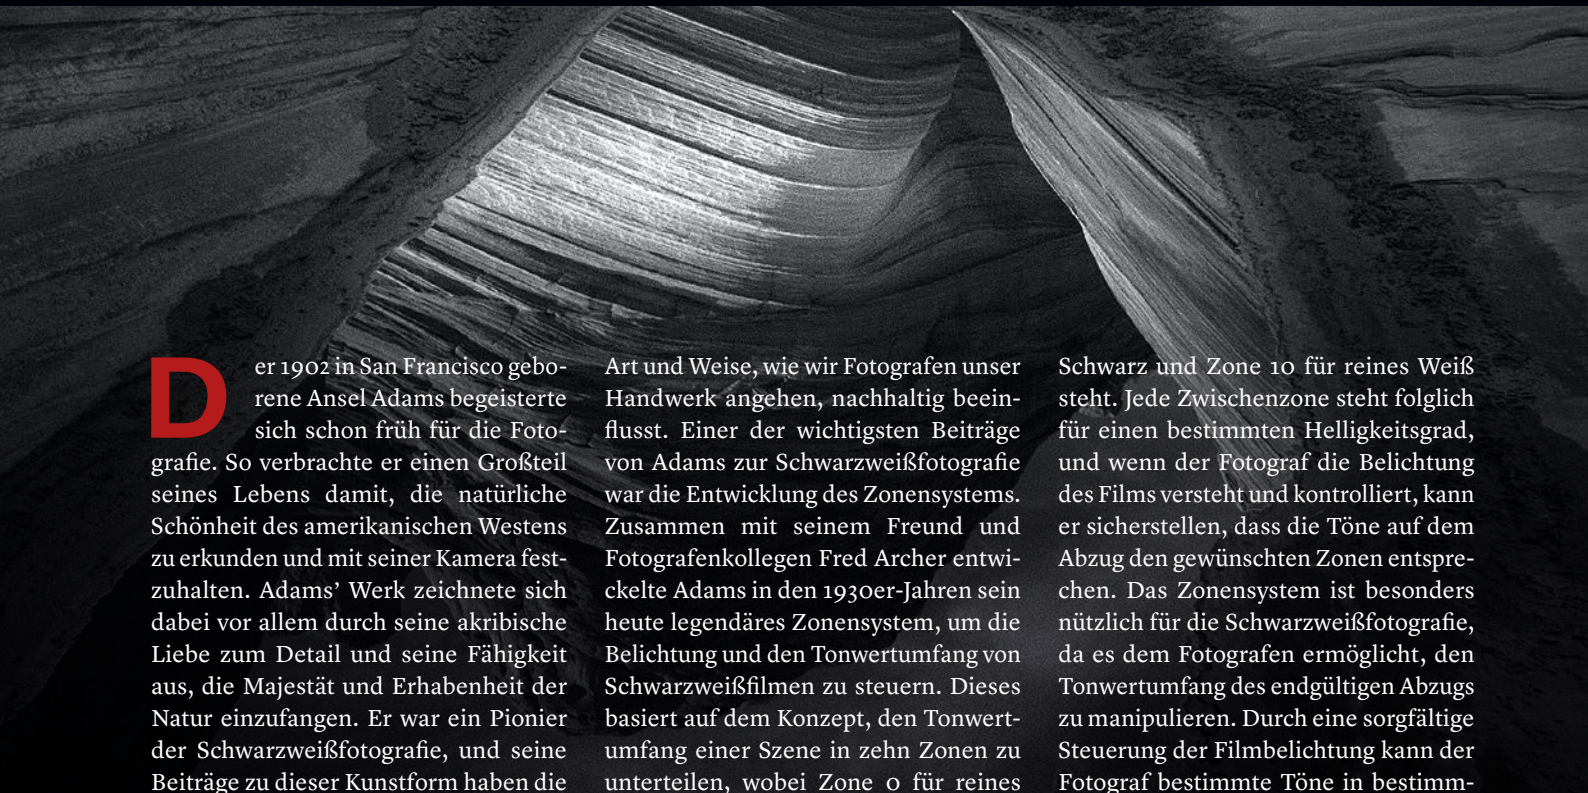 Der 1902 in San Francisco gebo-
rene Ansel Adams begeisterte
sich schon früh für die Foto-
grafie. So verbrachte er einen Großteil
seines Lebens damit, die natürliche
Schönheit des amerikanischen Westens
zu erkunden und mit seiner Kamera fest-
zuhalten. Adams’ Werk zeichnete sich
dabei vor allem durch seine akribische
Liebe zum Detail und seine Fähigkeit
aus, die Majestät und Erhabenheit der
Natur einzufangen. Er war ein Pionier
der Schwarzweißfotografie, und seine
Beiträge zu dieser Kunstform haben die
Art und Weise, wie wir Fotografen unser
Handwerk angehen, nachhaltig beein-
flusst. Einer der wichtigsten Beiträge
von Adams zur Schwarzweißfotografie
war die Entwicklung des Zonensystems.
Zusammen mit seinem Freund und
Fotografenkollegen Fred Archer entwi-
ckelte Adams in den 1930er-Jahren sein
heute legendäres Zonensystem, um die
Belichtung und den Tonwertumfang von
Schwarzweißfilmen zu steuern. Dieses
basiert auf dem Konzept, den Tonwert-
umfang einer Szene in zehn Zonen zu
unterteilen, wobei Zone 0 für reines
Schwarz und Zone 10 für reines Weiß
steht. Jede Zwischenzone steht folglich
für einen bestimmten Helligkeitsgrad,
und wenn der Fotograf die Belichtung
des Films versteht und kontrolliert, kann
er sicherstellen, dass die Töne auf dem
Abzug den gewünschten Zonen entspre-
chen. Das Zonensystem ist besonders
nützlich für die Schwarzweißfotografie,
da es dem Fotografen ermöglicht, den
Tonwertumfang des endgültigen Abzugs
zu manipulieren. Durch eine sorgfältige
Steuerung der Filmbelichtung kann der
Fotograf bestimmte Töne in bestimm-